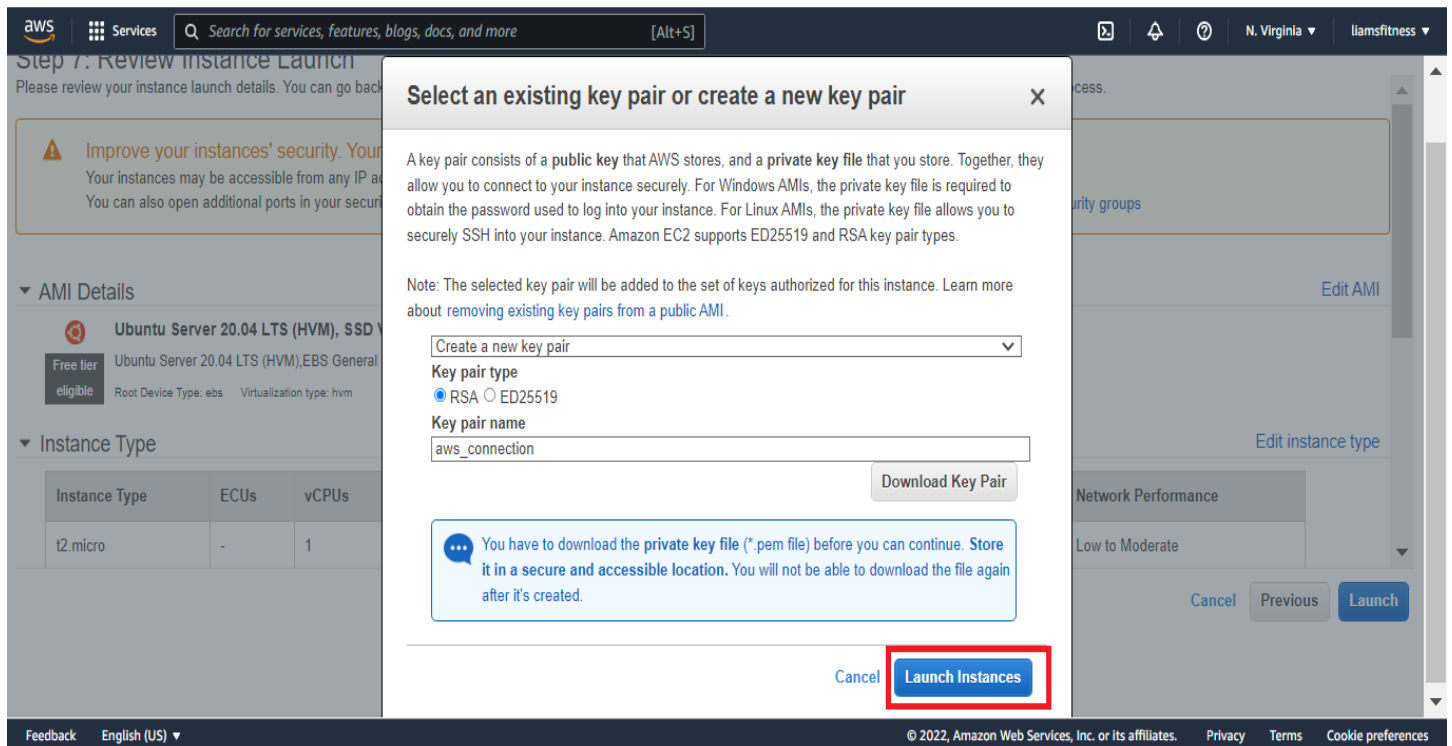 aws
Services
Search for services, features, blogs, docs, and more [Alt+S]
N. Virginia ▼
liamsfitness ▼
Step 7: Review Instance Launch
Please review your instance launch details. You can go back
cess.
Improve your instances' security. Your
Your instances may be accessible from any IP
You can also open additional ports in your securi
urity groups
AMI Details
Edit AMI
Ubuntu Server 20.04 LTS (HVM), SSD
Free tier
eligible
Ubuntu Server 20.04 LTS (HVM),EBS General
Root Device Type: ebs Virtualization type: hvm
Instance Type
Edit instance type
Instance Type ECUs vCPUs Network Performance
t2.micro - 1 Low to Moderate
Cancel Previous Launch
Select an existing key pair or create a new key pair
A key pair consists of a public key that AWS stores, and a private key file that you store. Together, they
allow you to connect to your instance securely. For Windows AMIs, the private key file is required to
obtain the password used to log into your instance. For Linux AMIs, the private key file allows you to
securely SSH into your instance. Amazon EC2 supports ED25519 and RSA key pair types.
Note: The selected key pair will be added to the set of keys authorized for this instance. Learn more
about removing existing key pairs from a public AMI.
Create a new key pair
Key pair type
RSA ED25519
Key pair name
aws_connection
Download Key Pair
You have to download the private key file (*.pem file) before you can continue. Store
it in a secure and accessible location. You will not be able to download the file again
after it's created.
Cancel Launch Instances
Feedback English (US) ▼ © 2022, Amazon Web Services, Inc. or its affiliates. Privacy Terms Cookie preferences